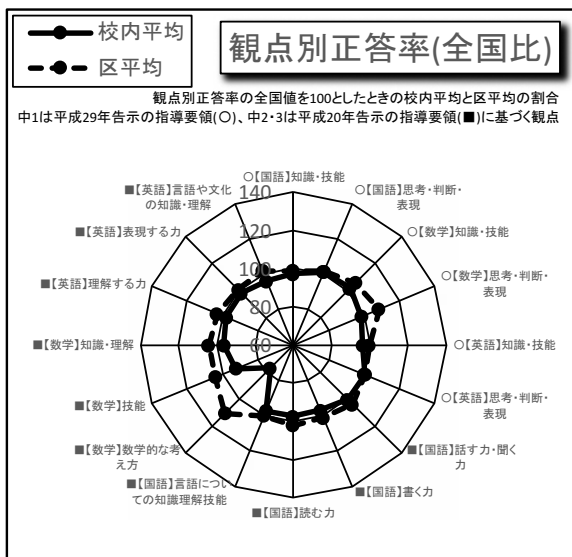 校内平均
区平均
観点別正答率(全国比)
観点別正答率の全国値を100としたときの校内平均と区平均の割合
中1は平成29年告示の指導要領(○)、中2・3は平成20年告示の指導要領(■)に基づく観点
○【国語】知識・技能
○【国語】思考・判断・
表現
○【数学】知識・技能
○【数学】思考・判断・
表現
○【英語】知識・技能
○【英語】思考・判断・
表現
■【国語】話す力・聞く
力
■【国語】書く力
■【国語】読む力
■【国語】言語につい
ての知識理解技能
■【数学】数学的な考
え方
■【数学】技能
■【数学】知識・理解
■【英語】理解する力
■【英語】表現する力
■【英語】言語や文化
の知識・理解
140
120
100
80
60